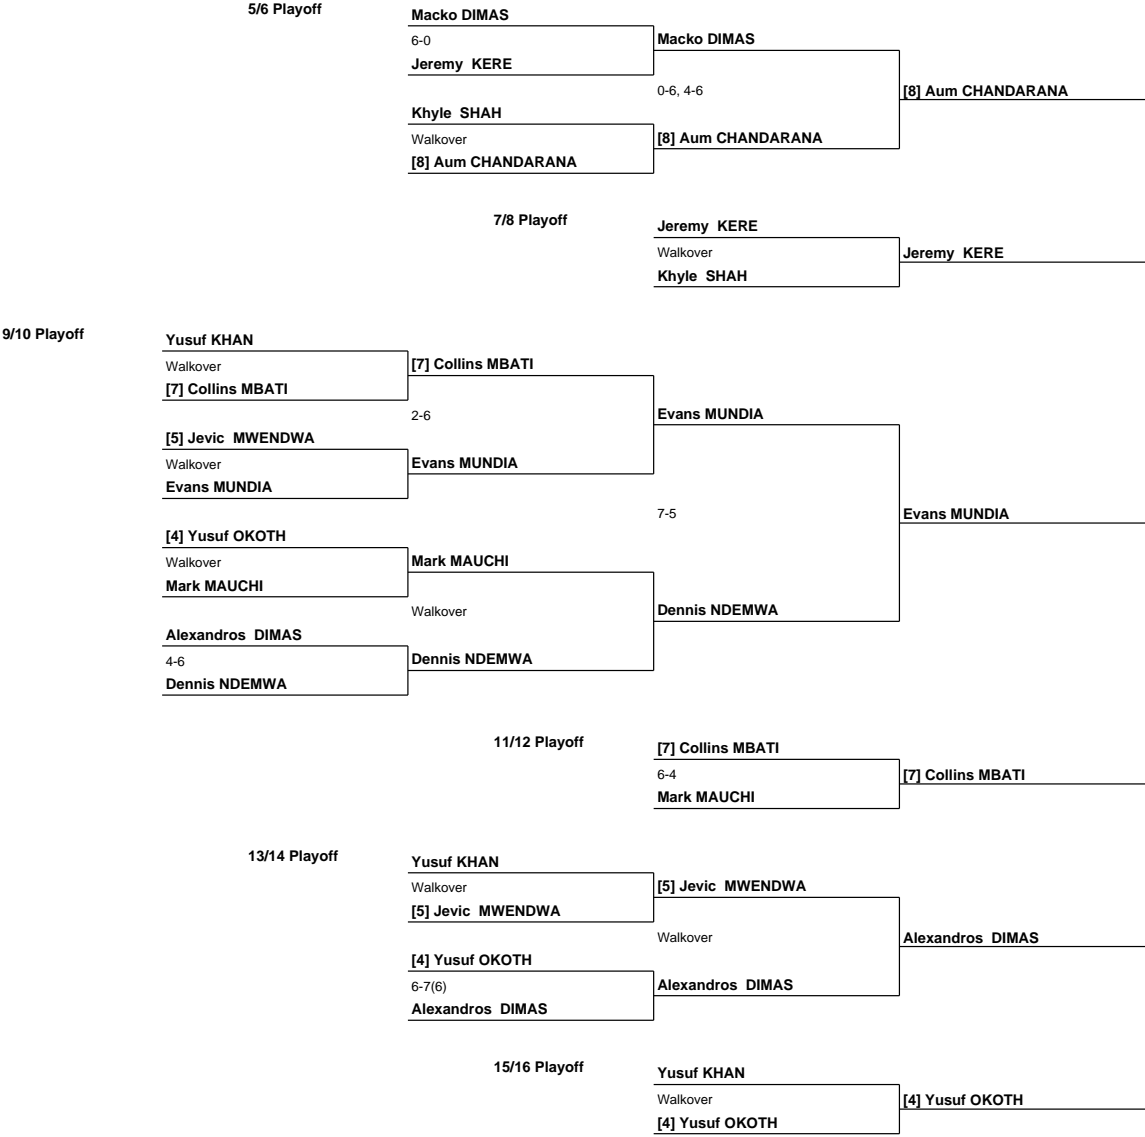 5/6 Playoff
Macko DIMAS
6-0
Macko DIMAS
Jeremy  KERE
0-6, 4-6
[8] Aum CHANDARANA
Khyle  SHAH
Walkover
[8] Aum CHANDARANA
[8] Aum CHANDARANA
7/8 Playoff
Jeremy  KERE
Walkover
Jeremy  KERE
Khyle  SHAH
9/10 Playoff
Yusuf KHAN
Walkover
[7] Collins MBATI
[7] Collins MBATI
2-6
Evans MUNDIA
[5] Jevic  MWENDWA
Walkover
Evans MUNDIA
Evans MUNDIA
7-5
Evans MUNDIA
[4] Yusuf OKOTH
Walkover
Mark MAUCHI
Mark MAUCHI
Walkover
Dennis NDEMWA
Alexandros  DIMAS
4-6
Dennis NDEMWA
Dennis NDEMWA
11/12 Playoff
[7] Collins MBATI
6-4
[7] Collins MBATI
Mark MAUCHI
13/14 Playoff
Yusuf KHAN
Walkover
[5] Jevic  MWENDWA
[5] Jevic  MWENDWA
Walkover
Alexandros  DIMAS
[4] Yusuf OKOTH
6-7(6)
Alexandros  DIMAS
Alexandros  DIMAS
15/16 Playoff
Yusuf KHAN
Walkover
[4] Yusuf OKOTH
[4] Yusuf OKOTH